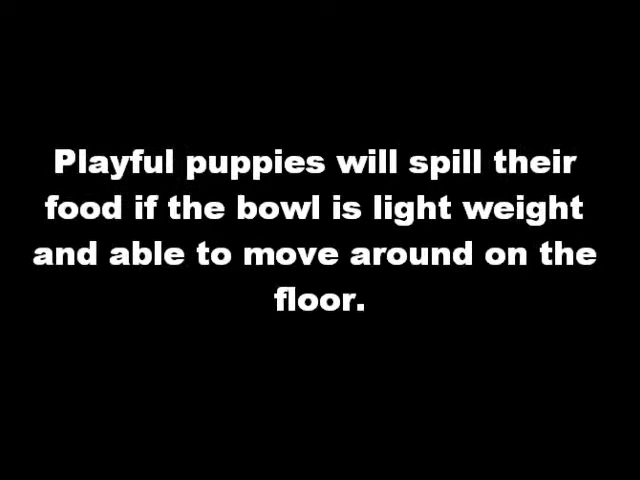 Playful puppies will spill their
food if the bowl is light weight
and able to move around on the
floor.